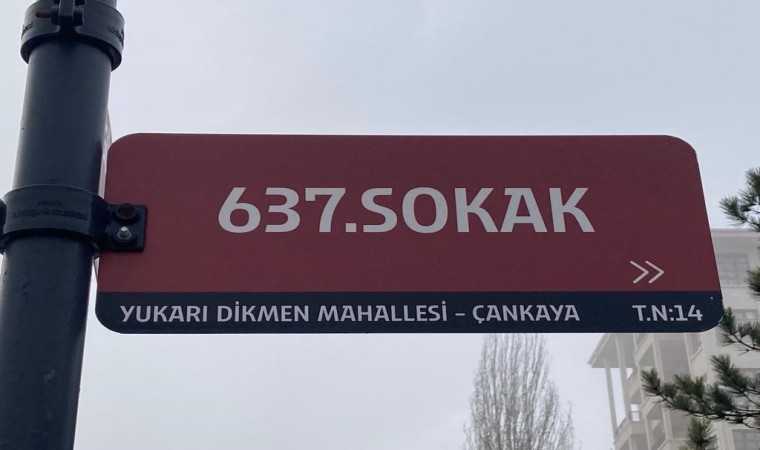 637.SOKAK
>>
YUKARI DİKMEN MAHALLESİ - ÇANKAYA T.N:14